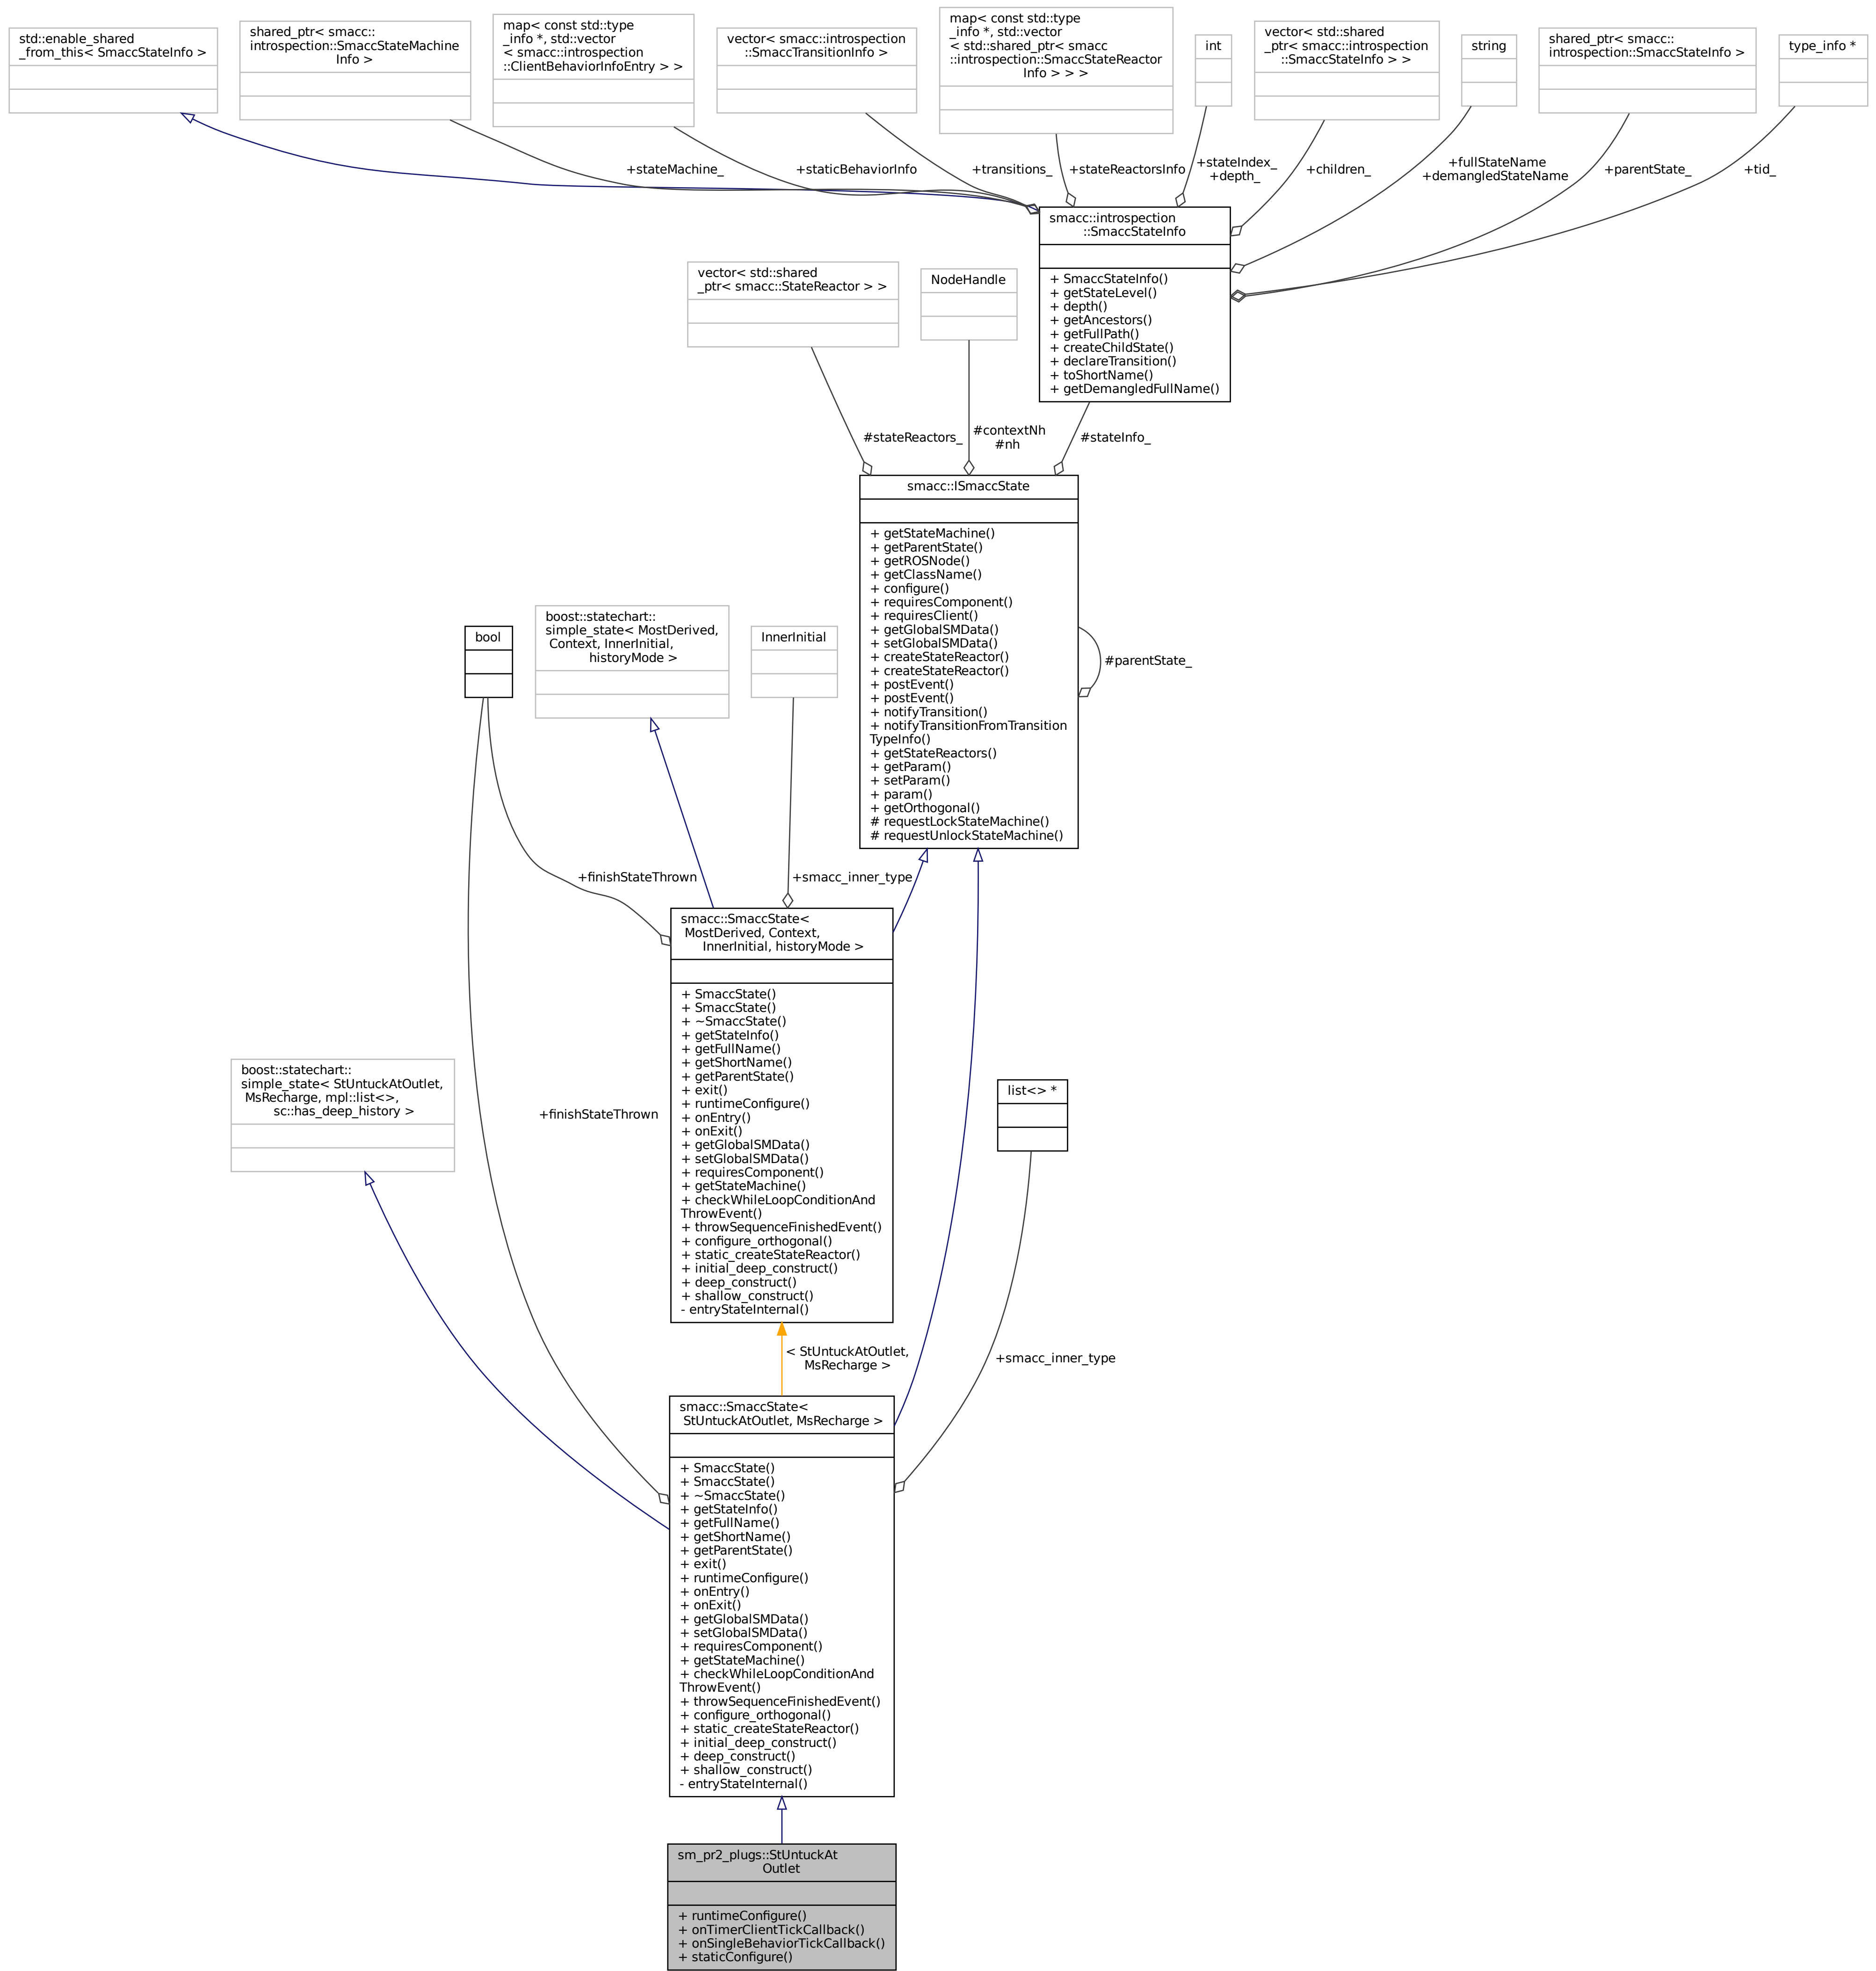 std::enable_shared
_from_this< SmaccStateInfo >
shared_ptr< smacc::
introspection::SmaccStateMachine
Info >
map< const std::type
_info *, std::vector
< smacc::introspection
::ClientBehaviorInfoEntry > >
vector< smacc::introspection
::SmaccTransitionInfo >
map< const std::type
_info *, std::vector
< std::shared_ptr< smacc
::introspection::SmaccStateReactor
Info > > >
int
vector< std::shared
_ptr< smacc::introspection
::SmaccStateInfo > >
string
shared_ptr< smacc::
introspection::SmaccStateInfo >
type_info *
+stateMachine_
+staticBehaviorInfo
+transitions_
+stateReactorsInfo
+stateIndex_
+depth_
+children_
+fullStateName
+demangledStateName
+parentState_
+tid_
smacc::introspection
::SmaccStateInfo
+ SmaccStateInfo()
+ getStateLevel()
+ depth()
+ getAncestors()
+ getFullPath()
+ createChildState()
+ declareTransition()
+ toShortName()
+ getDemangledFullName()
vector< std::shared
_ptr< smacc::StateReactor > >
NodeHandle
#stateReactors_
#contextNh
#nh
#stateInfo_
smacc::ISmaccState
+ getStateMachine()
+ getParentState()
+ getROSNode()
+ getClassName()
+ configure()
+ requiresComponent()
+ requiresClient()
+ getGlobalSMData()
+ setGlobalSMData()
+ createStateReactor()
+ createStateReactor()
+ postEvent()
+ postEvent()
+ notifyTransition()
+ notifyTransitionFromTransition
TypeInfo()
+ getStateReactors()
+ getParam()
+ setParam()
+ param()
+ getOrthogonal()
# requestLockStateMachine()
# requestUnlockStateMachine()
#parentState_
bool
boost::statechart::
simple_state< MostDerived,
Context, InnerInitial,
historyMode >
InnerInitial
+finishStateThrown
+smacc_inner_type
smacc::SmaccState<
MostDerived, Context,
InnerInitial, historyMode >
+ SmaccState()
+ SmaccState()
+ ~SmaccState()
+ getStateInfo()
+ getFullName()
+ getShortName()
+ getParentState()
+ exit()
+ runtimeConfigure()
+ onEntry()
+ onExit()
+ getGlobalSMData()
+ setGlobalSMData()
+ requiresComponent()
+ getStateMachine()
+ checkWhileLoopConditionAnd
ThrowEvent()
+ throwSequenceFinishedEvent()
+ configure_orthogonal()
+ static_createStateReactor()
+ initial_deep_construct()
+ deep_construct()
+ shallow_construct()
- entryStateInternal()
boost::statechart::
simple_state< StUntuckAtOutlet,
MsRecharge, mpl::list<>,
sc::has_deep_history >
+finishStateThrown
list<> *
< StUntuckAtOutlet,
MsRecharge >
+smacc_inner_type
smacc::SmaccState<
StUntuckAtOutlet, MsRecharge >
+ SmaccState()
+ SmaccState()
+ ~SmaccState()
+ getStateInfo()
+ getFullName()
+ getShortName()
+ getParentState()
+ exit()
+ runtimeConfigure()
+ onEntry()
+ onExit()
+ getGlobalSMData()
+ setGlobalSMData()
+ requiresComponent()
+ getStateMachine()
+ checkWhileLoopConditionAnd
ThrowEvent()
+ throwSequenceFinishedEvent()
+ configure_orthogonal()
+ static_createStateReactor()
+ initial_deep_construct()
+ deep_construct()
+ shallow_construct()
- entryStateInternal()
sm_pr2_plugs::StUntuckAt
Outlet
+ runtimeConfigure()
+ onTimerClientTickCallback()
+ onSingleBehaviorTickCallback()
+ staticConfigure()